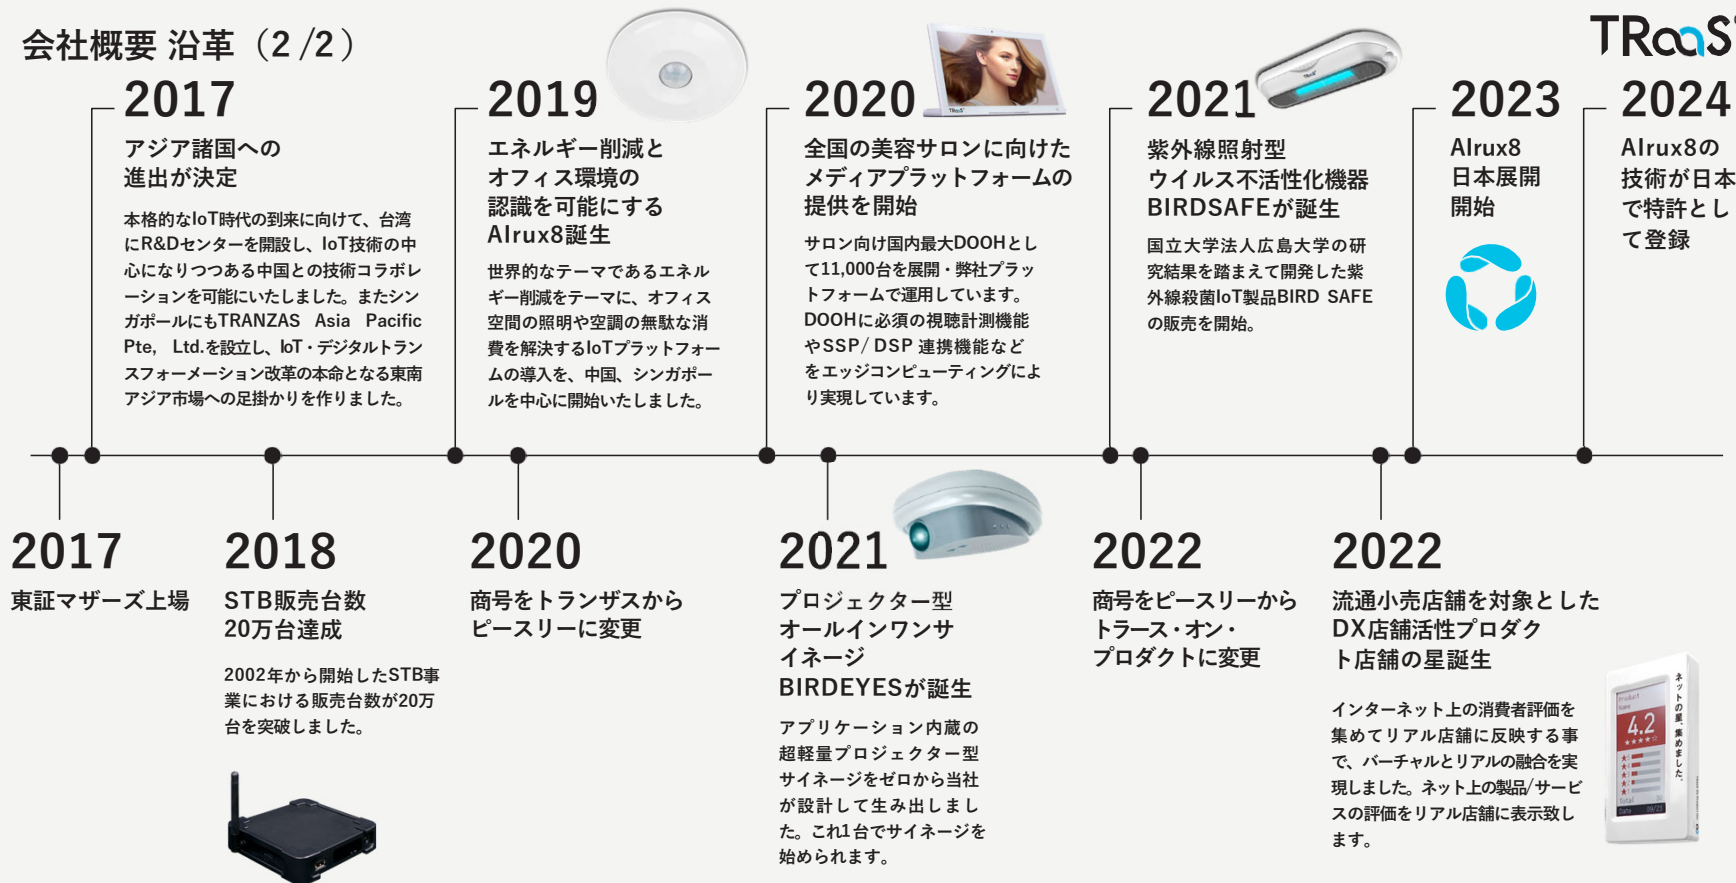 会社概要 沿革（2/2）
TRaaS
2017
アジア諸国への
進出が決定
本格的なIoT時代の到来に向けて、台湾
にR&Dセンターを開設し、IoT技術の中
心になりつつある中国との技術コラボレ
ーションを可能にいたしました。またシン
ガポールにもTRANZAS Asia Pacific
Pte, Ltd.を設立し、IoT・デジタルトラン
スフォーメーション改革の本命となる東南
アジア市場への足掛かりを作りました。
2019
エネルギー削減と
オフィス環境の
認識を可能にする
AIrux8誕生
世界的なテーマであるエネル
ギー削減をテーマに、オフィス
空間の照明や空調の無駄な消
費を解決するIoTプラットフォー
ムの導入を、中国、シンガポー
ルを中心に開始いたしました。
2020
全国の美容サロンに向けた
メディアプラットフォームの
提供を開始
サロン向け国内最大DOOHとし
て11,000台を展開・弊社プラッ
トフォームで運用しています。
DOOHに必須の視聴計測機能
やSSP/ DSP 連携機能など
をエッジコンピューティングによ
り実現しています。
TRaaS
2021
紫外線照射型
ウイルス不活性化機器
BIRDSAFEが誕生
国立大学法人広島大学の研
究結果を踏まえて開発した紫
外線殺菌IoT製品BIRD SAFE
の販売を開始。
TRaaS
2023
AIrux8
日本展開
開始
2024
AIrux8の
技術が日本
で特許とし
て登録
2017
東証マザーズ上場
2018
STB販売台数
20万台達成
2002年から開始したSTB事
業における販売台数が20万
台を突破しました。
2020
商号をトランザスから
ピースリーに変更
2021
プロジェクター型
オールインワンサ
イネージ
BIRDEYESが誕生
アプリケーション内蔵の
超軽量プロジェクター型
サイネージをゼロから当社
が設計して生み出しまし
た。これ1台でサイネージを
始められます。
2022
商号をピースリーから
トラース・オン・
プロダクトに変更
2022
流通小売店舗を対象とした
DX店舗活性プロダク
ト店舗の星誕生
インターネット上の消費者評価を
集めてリアル店舗に反映する事
で、バーチャルとリアルの融合を実
現しました。ネット上の製品/サービ
スの評価をリアル店舗に表示致し
ます。
Product
Name
4.2
★★★★☆
Total
Date 09/25
ネットの星、集めました。